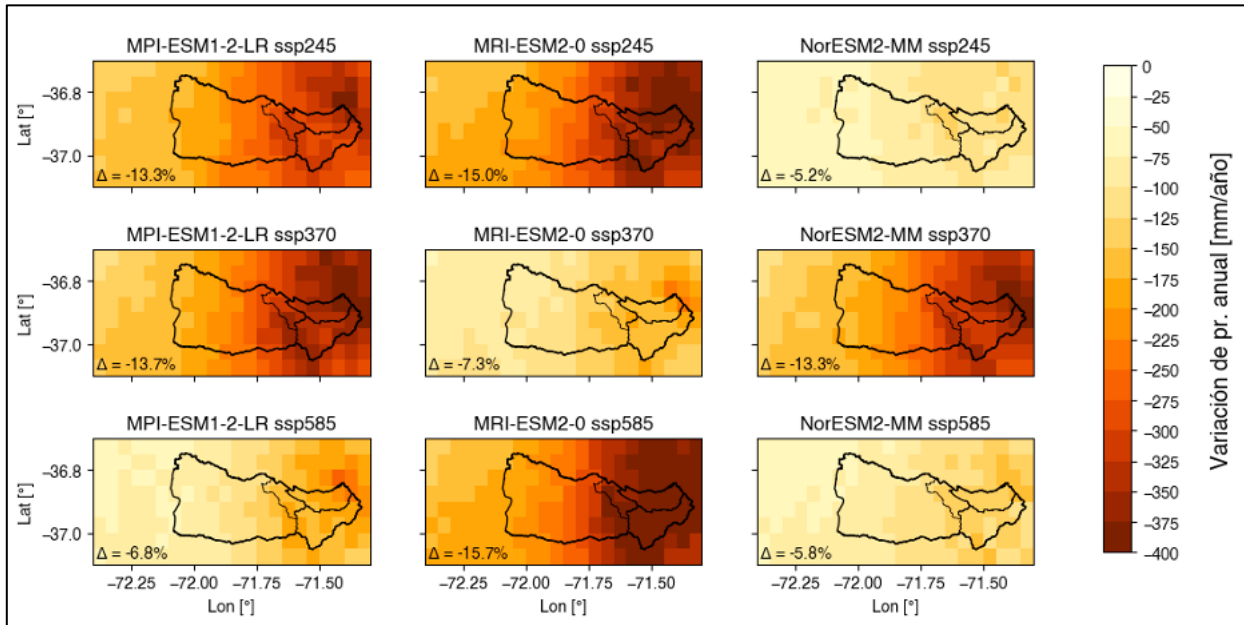 MPI-ESM1-2-LR ssp245
MRI-ESM2-0 ssp245
NorESM2-MM ssp245
Lat [°]
−36.8
−37.0
Δ = -13.3%
Δ = -15.0%
Δ = -5.2%
MPI-ESM1-2-LR ssp370
MRI-ESM2-0 ssp370
NorESM2-MM ssp370
Lat [°]
−36.8
−37.0
Δ = -13.7%
Δ = -7.3%
Δ = -13.3%
MPI-ESM1-2-LR ssp585
MRI-ESM2-0 ssp585
NorESM2-MM ssp585
Lat [°]
−36.8
−37.0
Δ = -6.8%
Δ = -15.7%
Δ = -5.8%
−72.25 −72.00 −71.75 −71.50
−72.25 −72.00 −71.75 −71.50
−72.25 −72.00 −71.75 −71.50
Lon [°]
Lon [°]
Lon [°]
0
−25
−50
−75
−100
−125
−150
−175
−200
−225
−250
−275
−300
−325
−350
−375
−400
Variación de pr. anual [mm/año]